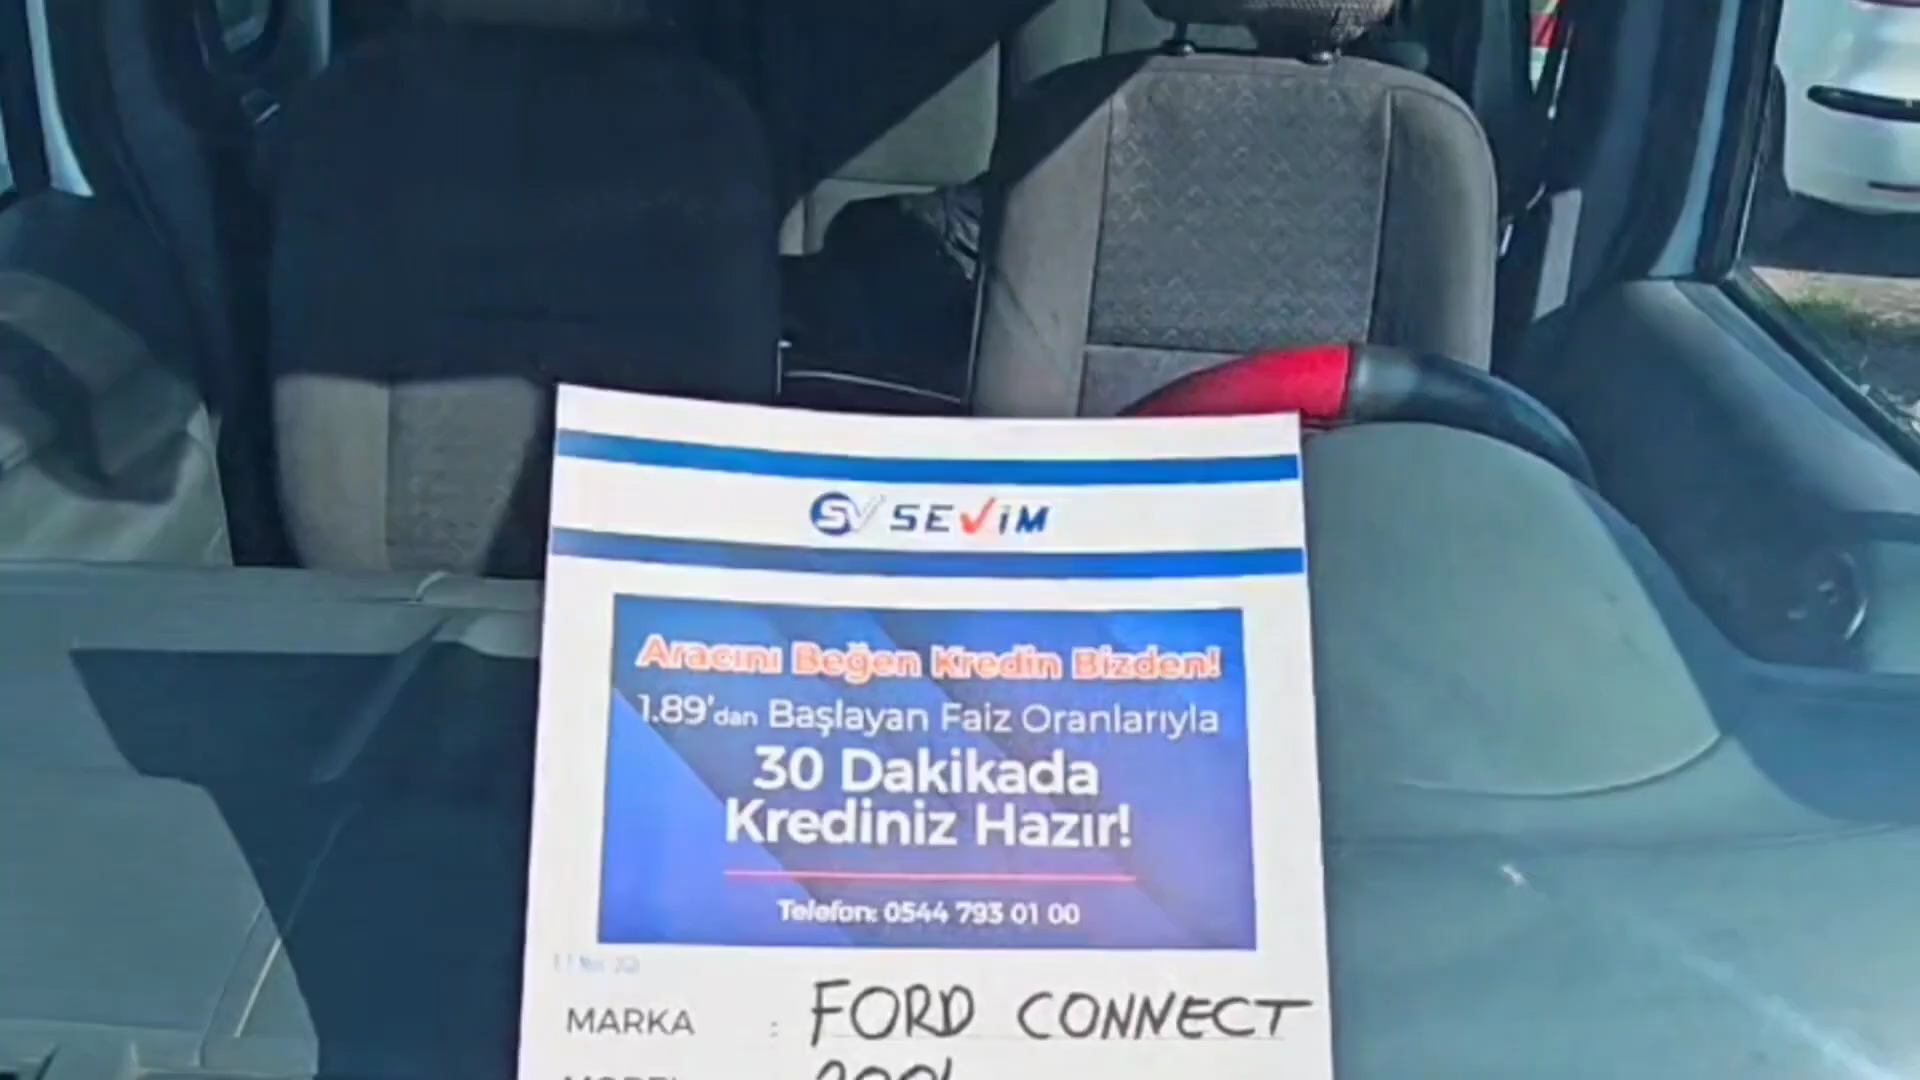 SV SEVİM
Aracını Beğen Kredin Bizden!
1.89'dan Başlayan Faiz Oranlarıyla
30 Dakikada
Krediniz Hazır!
Telefon: 0544 793 01 00
MARKA : FORD CONNECT